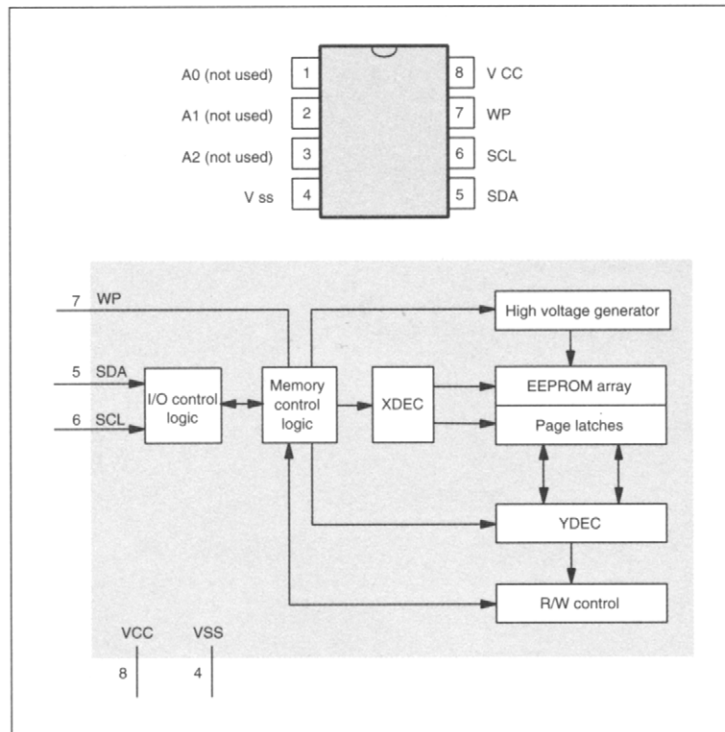 A0 (not used) 1 8 V CC
A1 (not used) 2 7 WP
A2 (not used) 3 6 SCL
V ss 4 5 SDA
7 WP
High voltage generator
5 SDA
I/O control
logic
Memory
control
logic
XDEC
EEPROM array
6 SCL
Page latches
YDEC
R/W control
VCC VSS
8 4